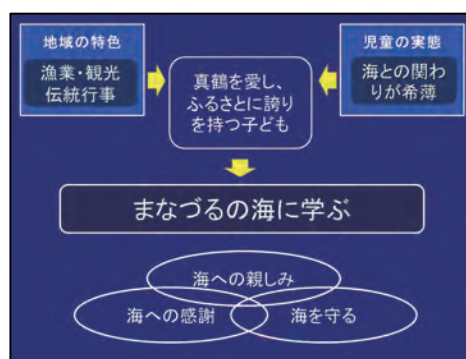 地域の特色
漁業・観光
伝統行事
児童の実態
海との関わ
りが希薄
真鶴を愛し、
ふるさとに誇り
を持つ子ども
まなづるの海に学ぶ
海への親しみ
海への感謝
海を守る